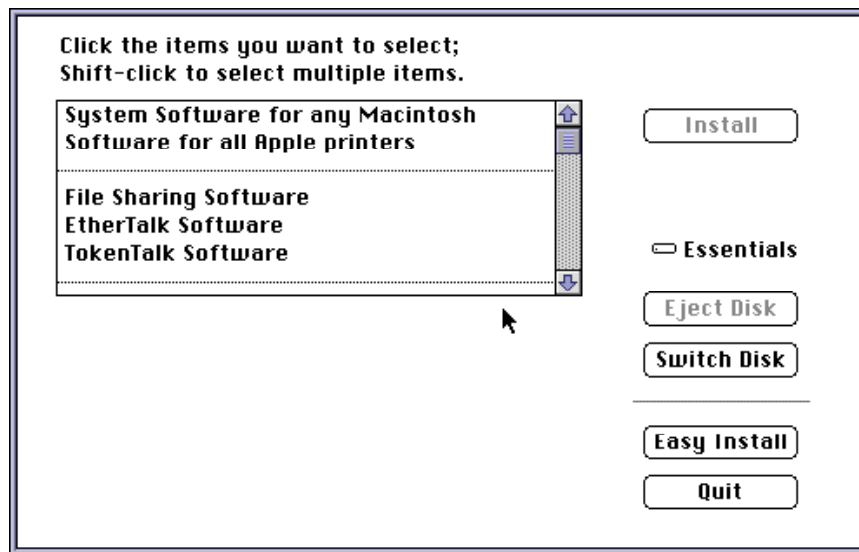 Click the items you want to select;
Shift-click to select multiple items.
System Software for any Macintosh
Software for all Apple printers
File Sharing Software
EtherTalk Software
TokenTalk Software
Install
Essentials
Eject Disk
Switch Disk
Easy Install
Quit